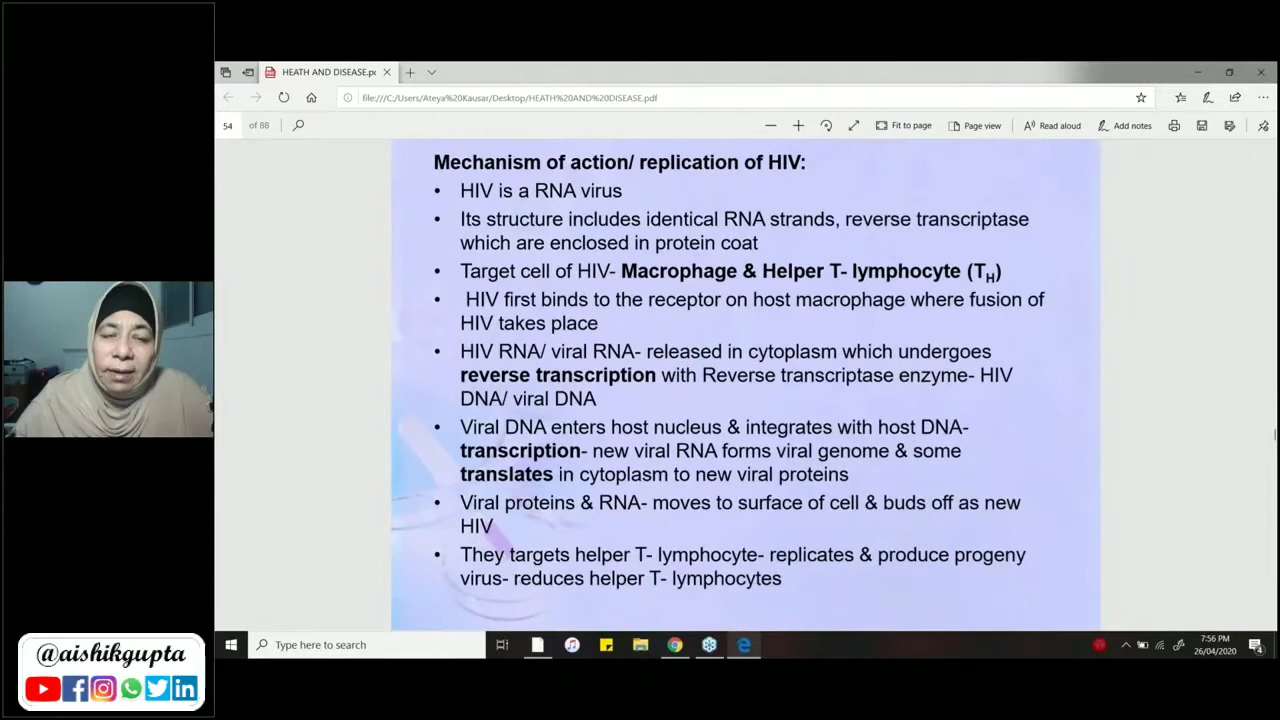 HEATH AND DISEASE.pc
file:///C:/Users/Ateya%20Kausar/Desktop/HEATH%20AND%20DISEASE.pdf
54 of 88
Fit to page
Page view
Read aloud
Add notes
Mechanism of action/ replication of HIV:
• HIV is a RNA virus
• Its structure includes identical RNA strands, reverse transcriptase
which are enclosed in protein coat
• Target cell of HIV- Macrophage & Helper T- lymphocyte (TH)
• HIV first binds to the receptor on host macrophage where fusion of
HIV takes place
• HIV RNA/ viral RNA- released in cytoplasm which undergoes
reverse transcription with Reverse transcriptase enzyme- HIV
DNA/ viral DNA
• Viral DNA enters host nucleus & integrates with host DNA-
transcription- new viral RNA forms viral genome & some
translates in cytoplasm to new viral proteins
• Viral proteins & RNA- moves to surface of cell & buds off as new
HIV
• They targets helper T- lymphocyte- replicates & produce progeny
virus- reduces helper T- lymphocytes
@aishikgupta
Type here to search
7:56 PM
26/04/2020